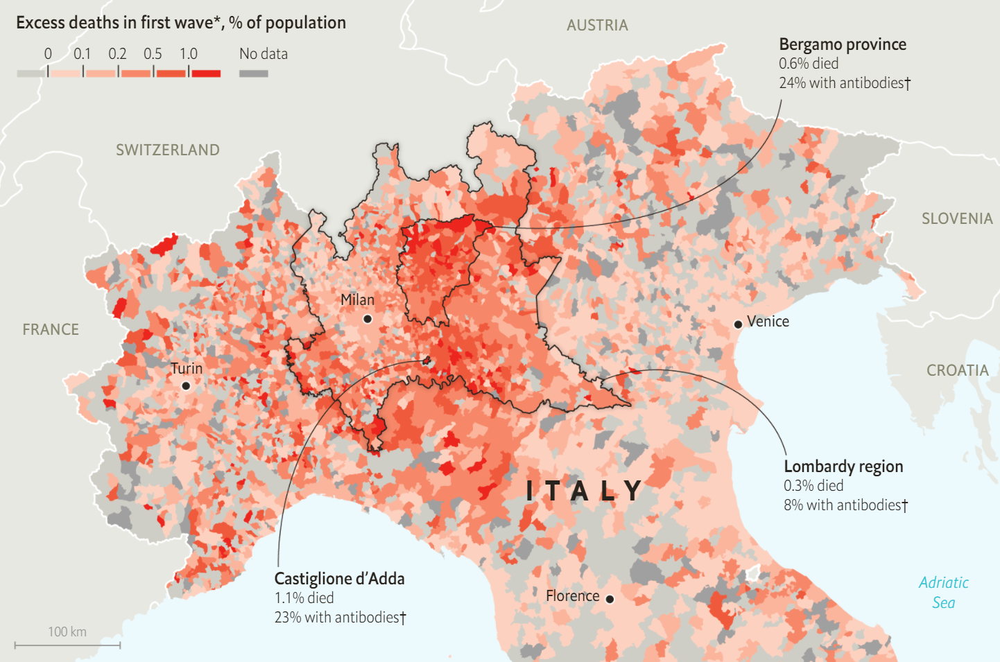 Excess deaths in first wave*, % of population
0 0.1 0.2 0.5 1.0 No data
AUSTRIA
Bergamo province
0.6% died
24% with antibodies†
SWITZERLAND
SLOVENIA
Milan
Venice
FRANCE
Turin
CROATIA
Lombardy region
0.3% died
8% with antibodies†
ITALY
Castiglione d’Adda
1.1% died
23% with antibodies†
Florence
Adriatic
Sea
100 km